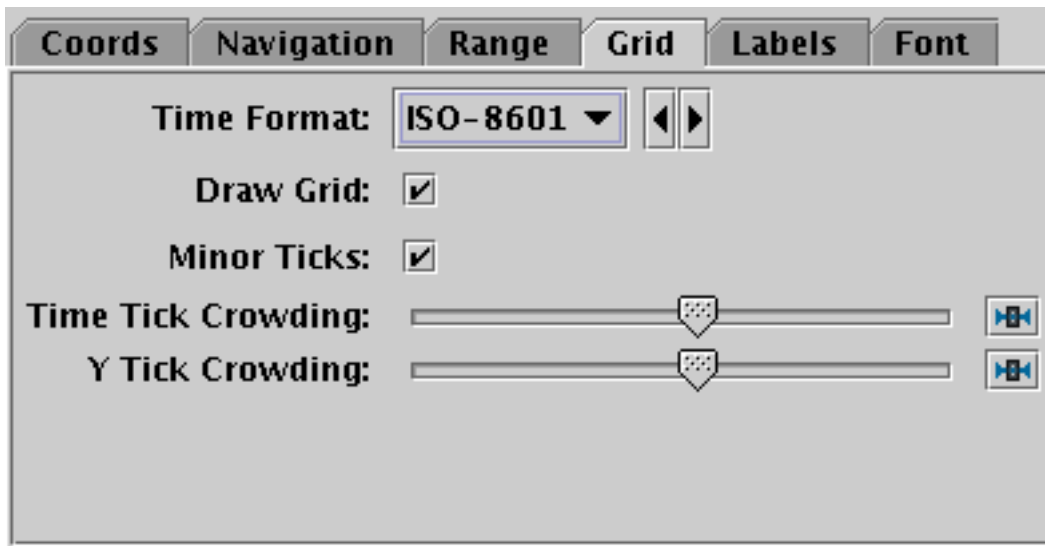 Coords Navigation Range Grid Labels Font
Time Format: ISO-8601
Draw Grid:
Minor Ticks:
Time Tick Crowding:
Y Tick Crowding: